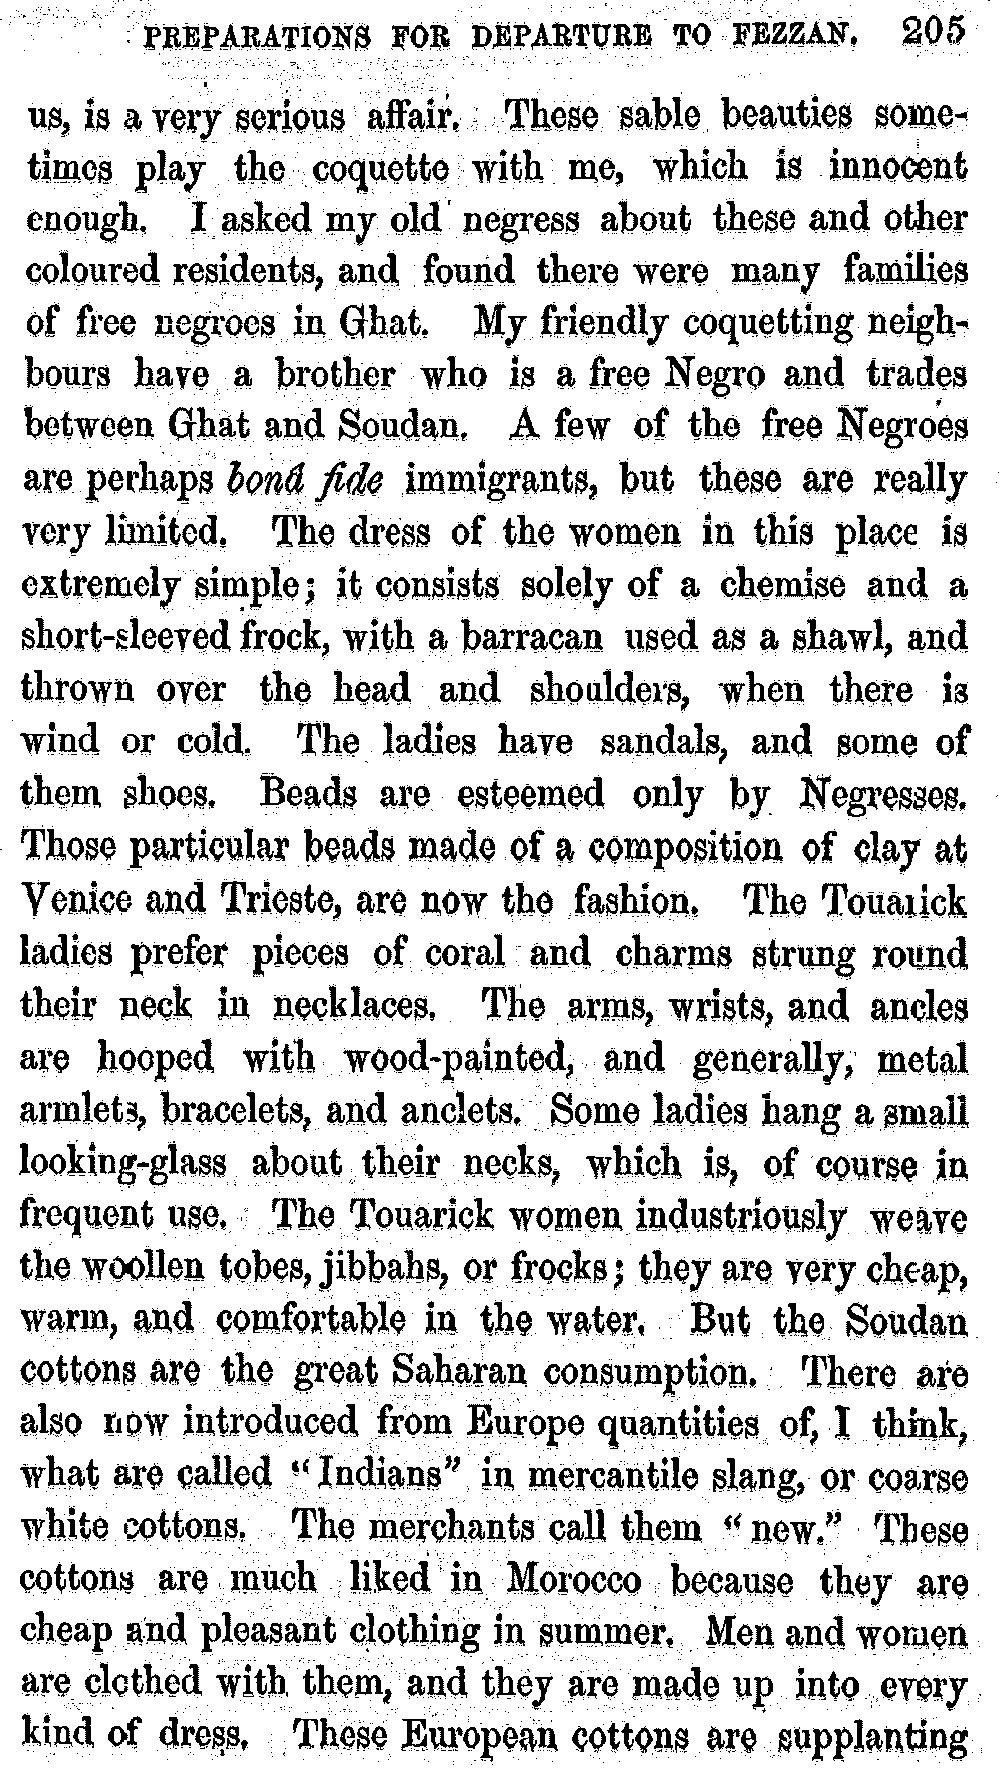 PREPARATIONS FOR DEPARTURE TO FEZZAN. 205
us, is a very serious affair. These sable beauties some-
times play the coquette with me, which is innocent
enough. I asked my old negress about these and other
coloured residents, and found there were many families
of free negroes in Ghat. My friendly coquetting neigh-
bours have a brother who is a free Negro and trades
between Ghat and Soudan. A few of the free Negroes
are perhaps bonâ fide immigrants, but these are really
very limited. The dress of the women in this place is
extremely simple; it consists solely of a chemise and a
short-sleeved frock, with a barracan used as a shawl, and
thrown over the head and shoulders, when there is
wind or cold. The ladies have sandals, and some of
them shoes. Beads are esteemed only by Negresses.
Those particular beads made of a composition of clay at
Venice and Trieste, are now the fashion. The Touarick
ladies prefer pieces of coral and charms strung round
their neck in necklaces. The arms, wrists, and ancles
are hooped with wood-painted, and generally, metal
armlets, bracelets, and anclets. Some ladies hang a small
looking-glass about their necks, which is, of course in
frequent use. The Touarick women industriously weave
the woollen tobes, jibbahs, or frocks; they are very cheap,
warm, and comfortable in the water. But the Soudan
cottons are the great Saharan consumption. There are
also now introduced from Europe quantities of, I think,
what are called "Indians" in mercantile slang, or coarse
white cottons. The merchants call them "new." These
cottons are much liked in Morocco because they are
cheap and pleasant clothing in summer. Men and women
are clothed with them, and they are made up into every
kind of dress. These European cottons are supplanting